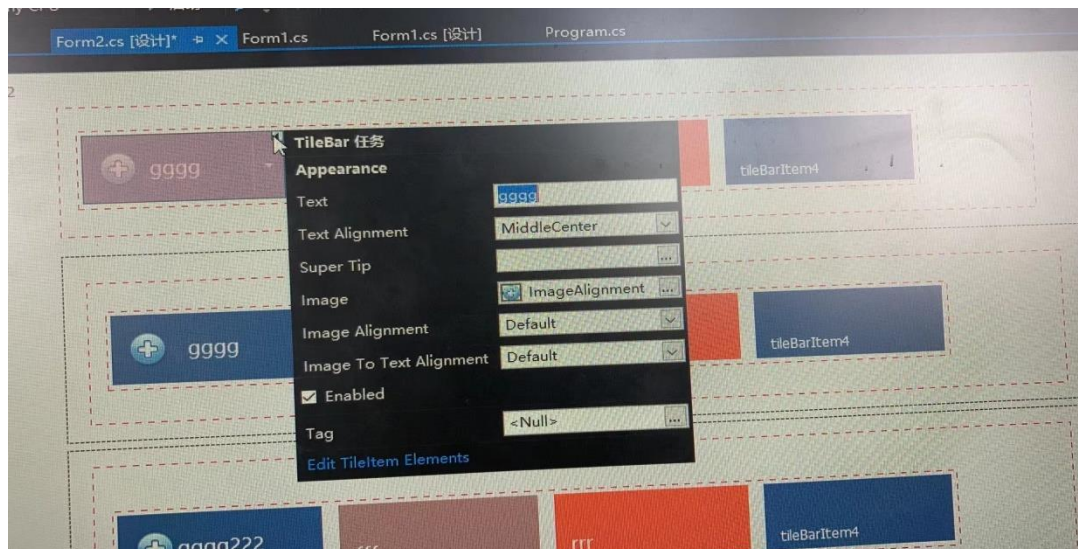 Form2.cs [设计]* Form1.cs Form1.cs [设计] Program.cs
gggg
tileBarItem4
TileBar 任务
Appearance
Text gggg
Text Alignment MiddleCenter
Super Tip ...
Image ImageAlignment ...
Image Alignment Default
Image To Text Alignment Default
Enabled
Tag <Null> ...
Edit TileItem Elements
gggg
tileBarItem4
gggg222
rrr
rrr
tileBarItem4